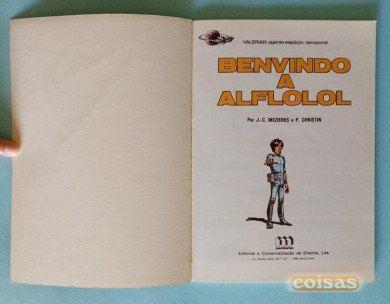 VALERIAN agente espácio-temporal
BENVINDO
A
ALFLOLOL
Por J.-C. MEZIERES e P. CHRISTIN
m
Editorial e Comercialização de Direitos, Lda
coisas